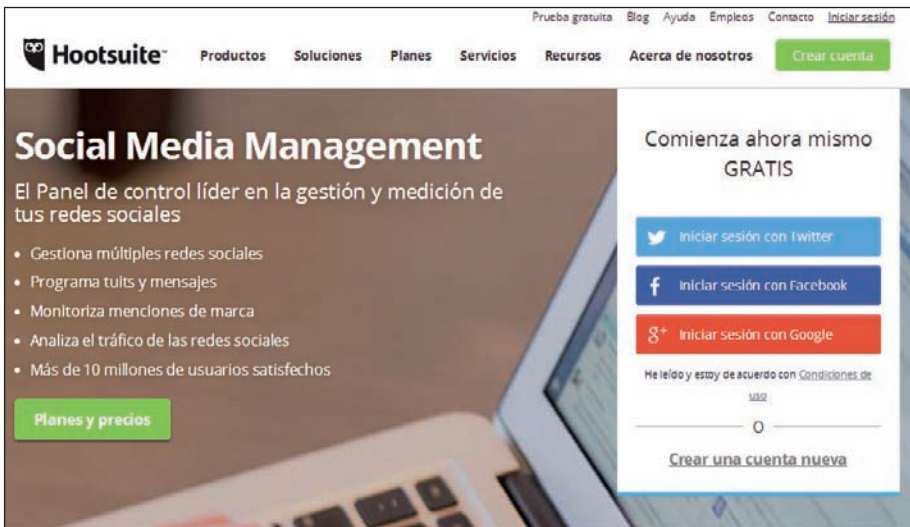 Prueba gratuita Blog Ayuda Empleos Contacto Iniciar sesión
Hootsuite™ Productos Soluciones Planes Servicios Recursos Acerca de nosotros Crear cuenta
Social Media Management
El Panel de control líder en la gestión y medición de
tus redes sociales
• Gestiona múltiples redes sociales
• Programa tuits y mensajes
• Monitoriza menciones de marca
• Analiza el tráfico de las redes sociales
• Más de 10 millones de usuarios satisfechos
Planes y precios
Comienza ahora mismo
GRATIS
Iniciar sesión con Twitter
f Iniciar sesión con Facebook
g+ Iniciar sesión con Google
He leído y estoy de acuerdo con Condiciones de
uso
O
Crear una cuenta nueva